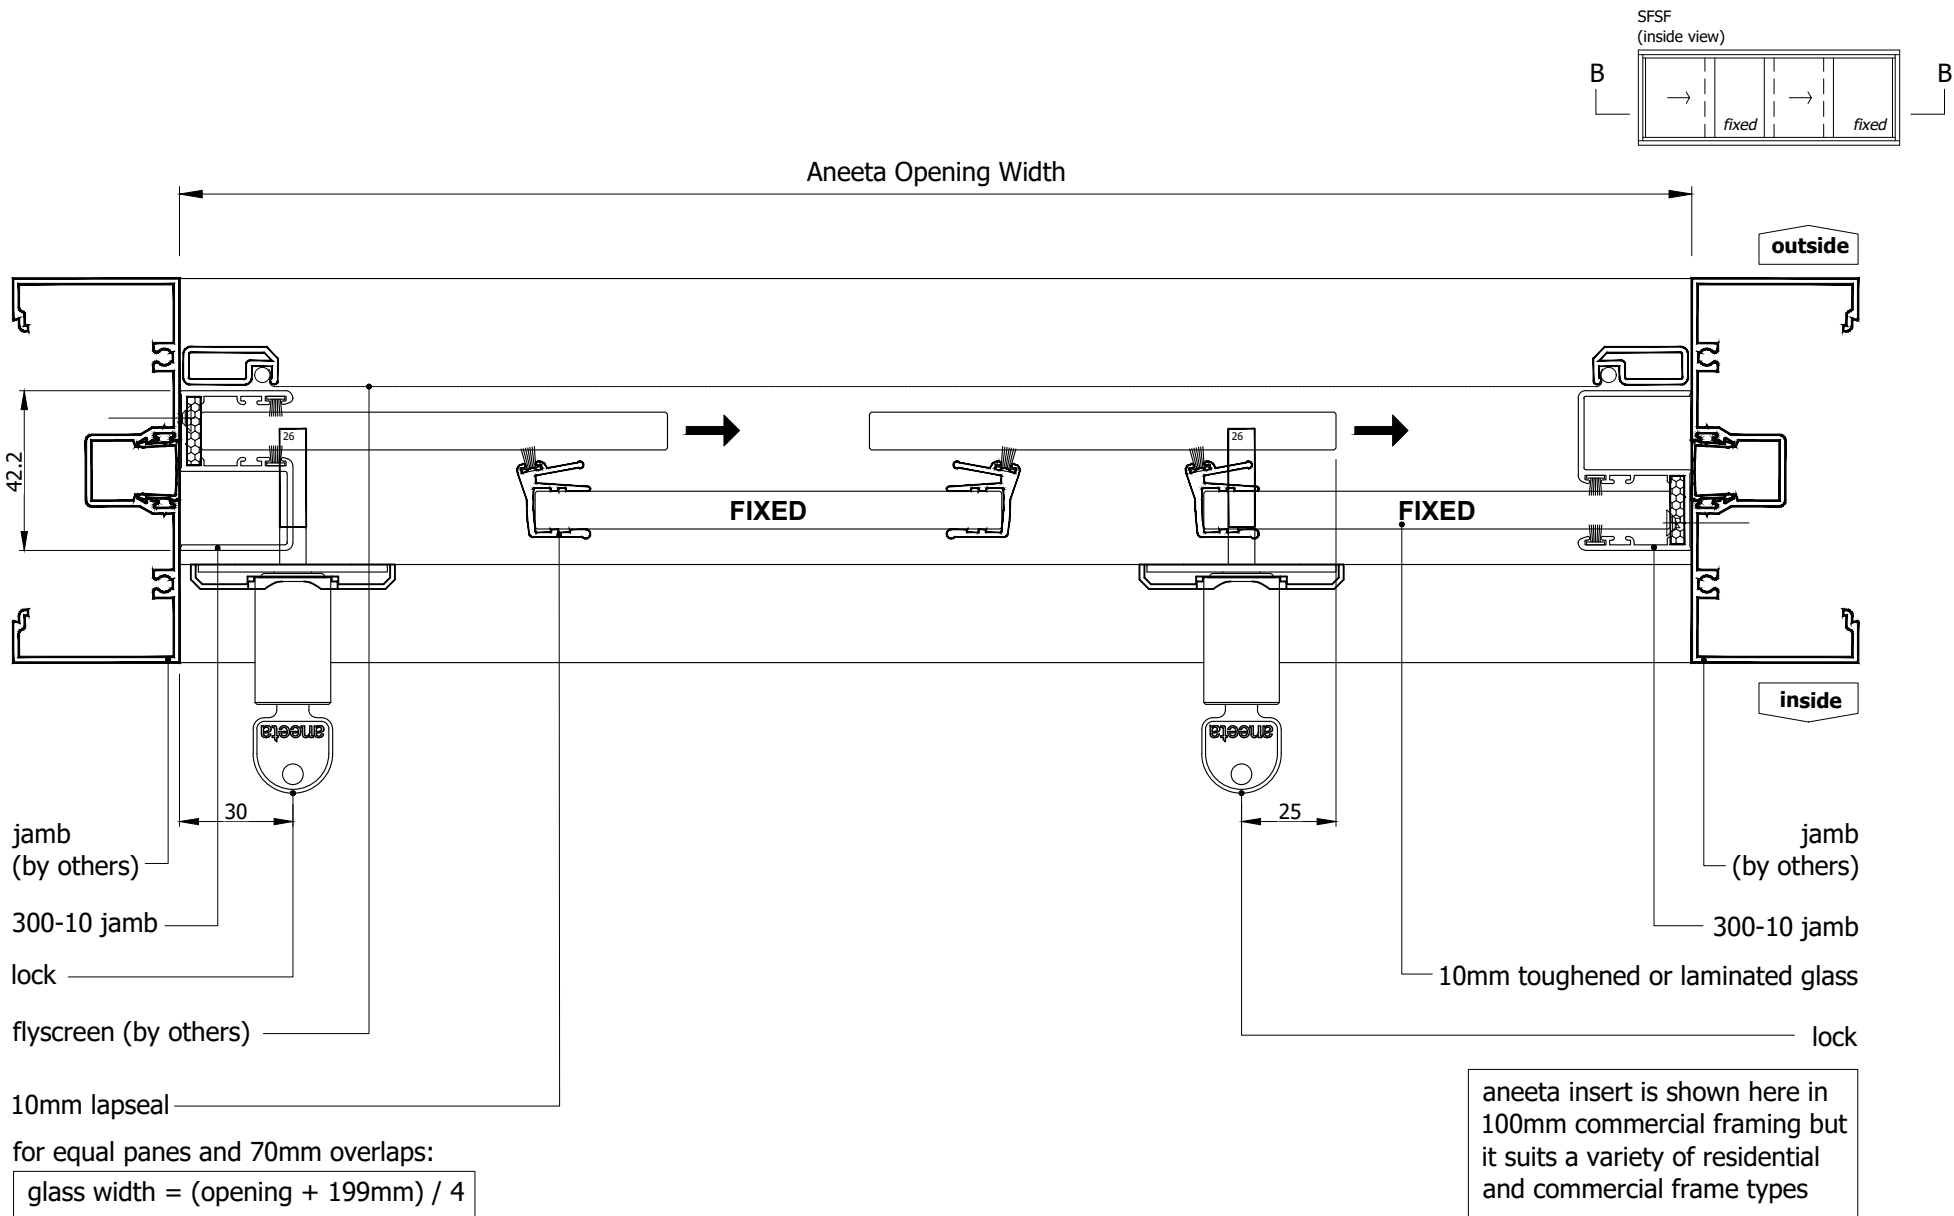 SFSF
(inside view)
B
B
fixed
fixed
Aneeta Opening Width
outside
42.2
26
26
FIXED
FIXED
inside
aneeta
aneeta
30
25
jamb
(by others)
300-10 jamb
lock
flyscreen (by others)
10mm lapseal
for equal panes and 70mm overlaps:
glass width = (opening + 199mm) / 4
jamb
(by others)
300-10 jamb
10mm toughened or laminated glass
lock
aneeta insert is shown here in
100mm commercial framing but
it suits a variety of residential
and commercial frame types